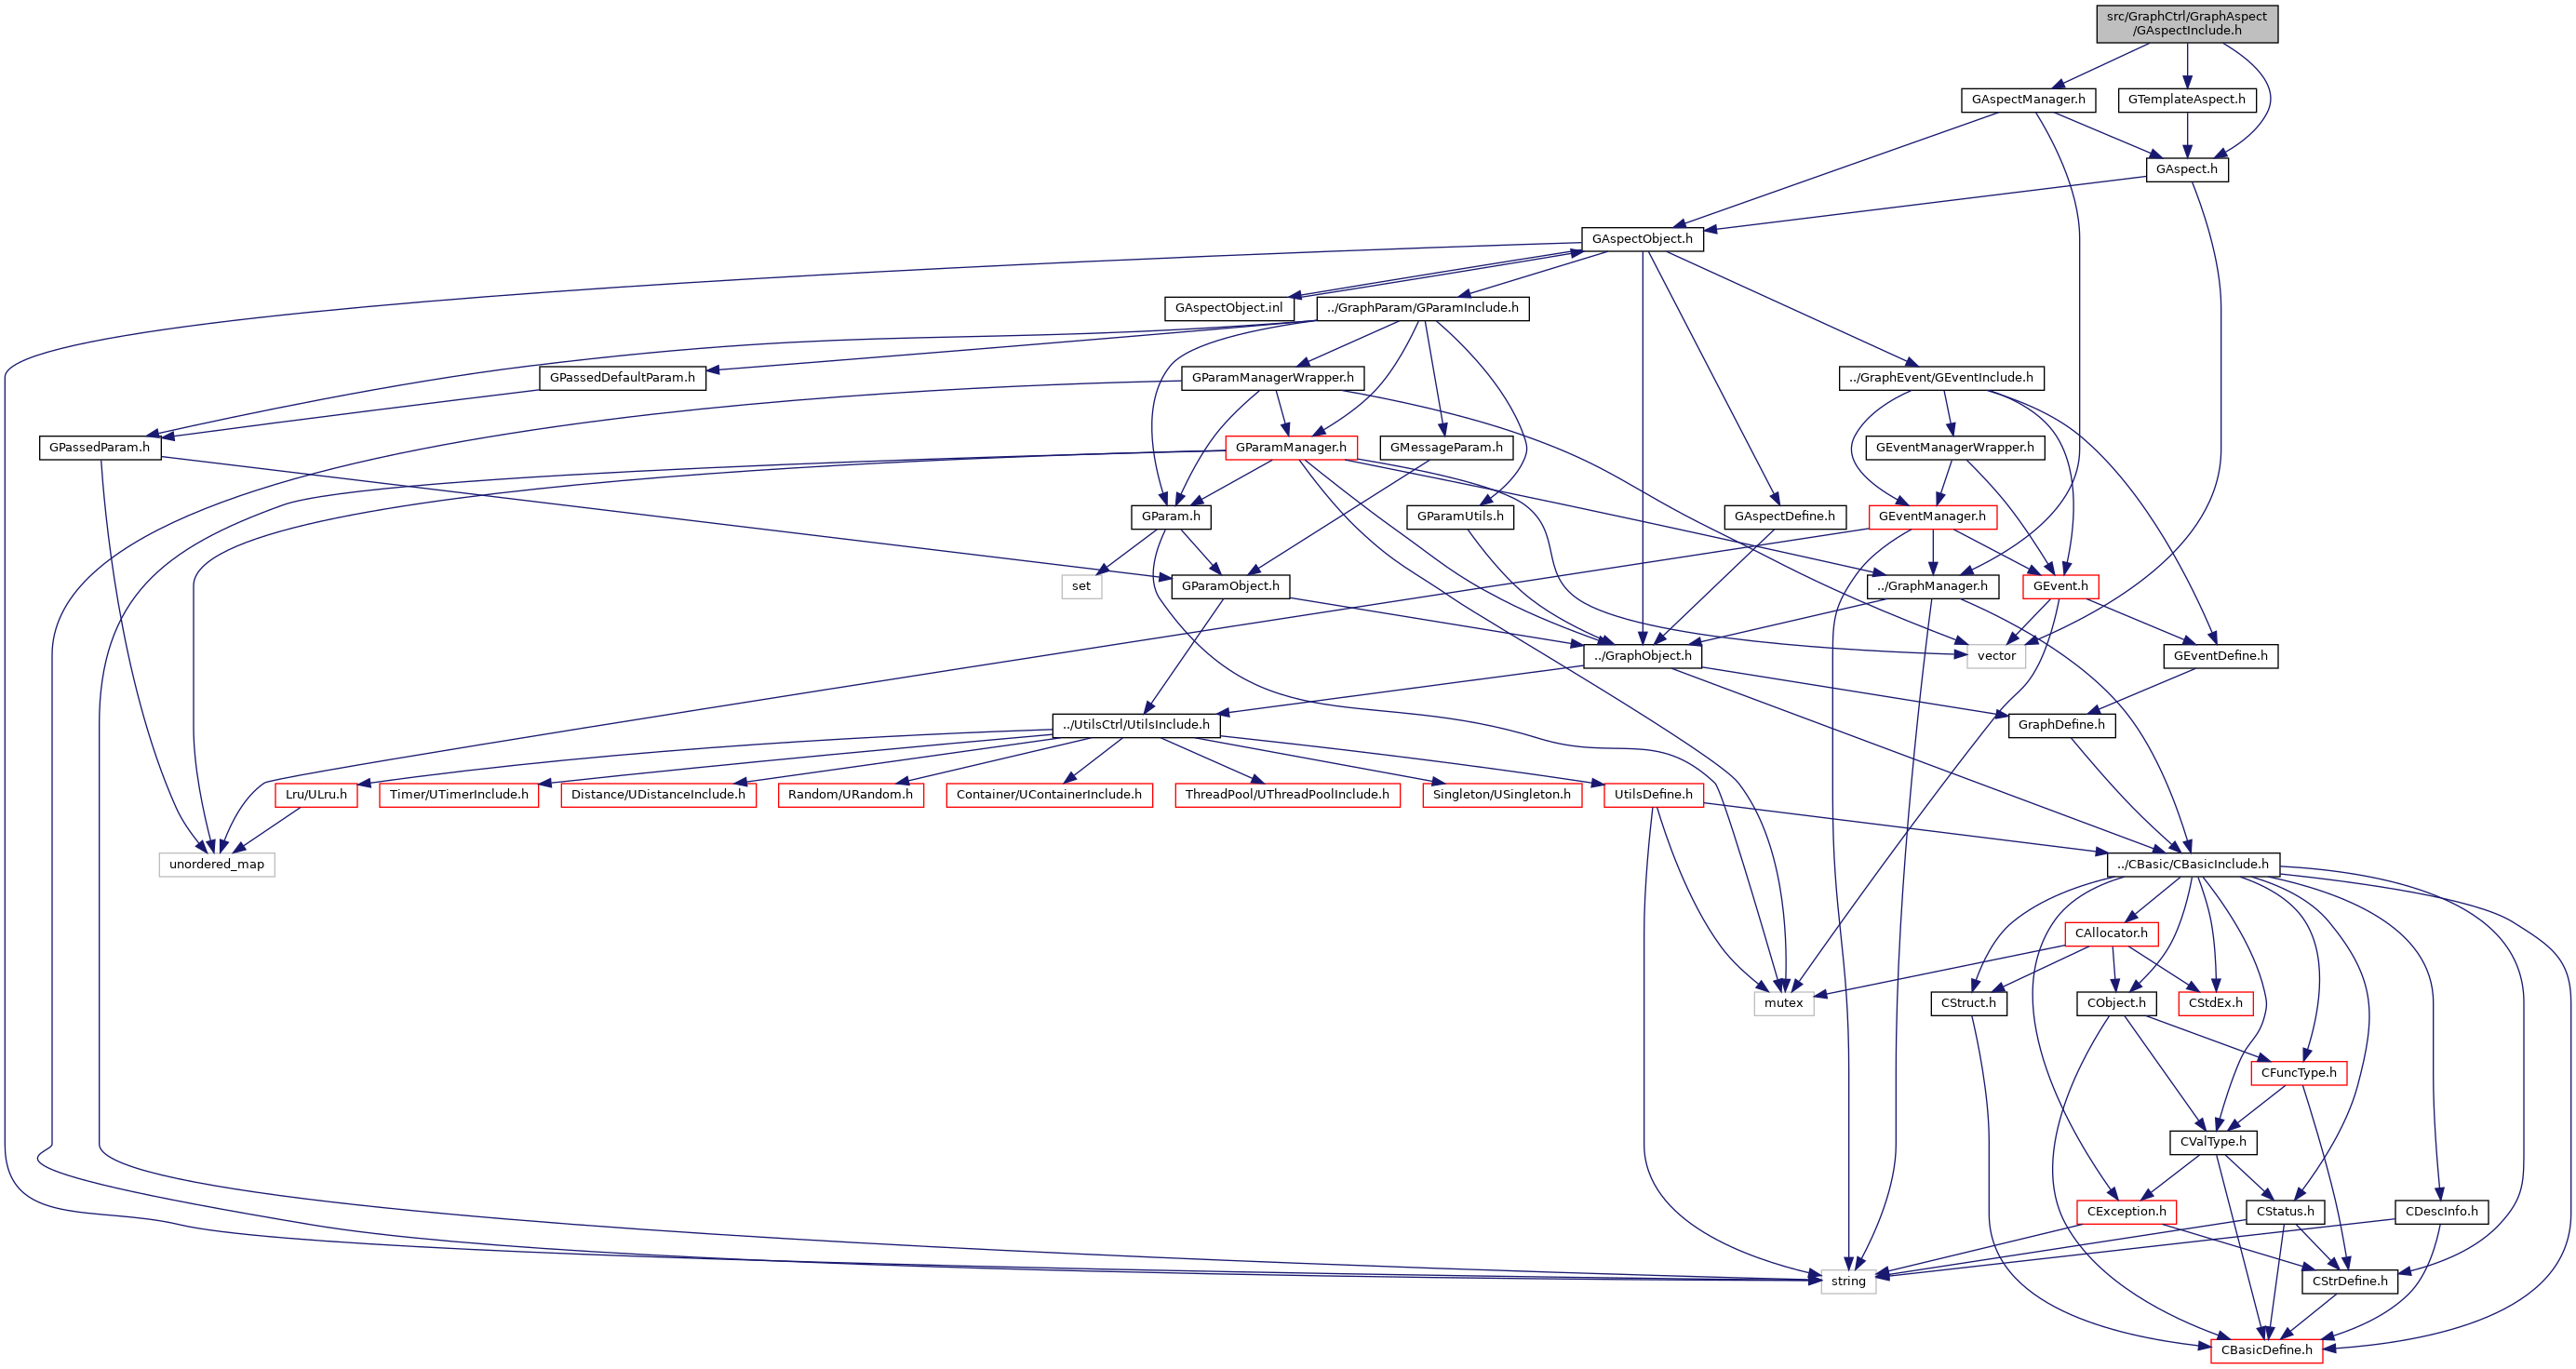 src/GraphCtrl/GraphAspect
/GAspectInclude.h
GAspectManager.h
GTemplateAspect.h
GAspect.h
GAspectObject.h
GAspectObject.inl
../GraphParam/GParamInclude.h
GPassedDefaultParam.h
GParamManagerWrapper.h
../GraphEvent/GEventInclude.h
GPassedParam.h
GParamManager.h
GMessageParam.h
GEventManagerWrapper.h
GParam.h
GParamUtils.h
GAspectDefine.h
GEventManager.h
set
GParamObject.h
../GraphManager.h
GEvent.h
../GraphObject.h
vector
GEventDefine.h
../UtilsCtrl/UtilsInclude.h
GraphDefine.h
Lru/ULru.h
Timer/UTimerInclude.h
Distance/UDistanceInclude.h
Random/URandom.h
Container/UContainerInclude.h
ThreadPool/UThreadPoolInclude.h
Singleton/USingleton.h
UtilsDefine.h
unordered_map
../CBasic/CBasicInclude.h
CAllocator.h
mutex
CStruct.h
CObject.h
CStdEx.h
CFuncType.h
CValType.h
CException.h
CStatus.h
CDescInfo.h
string
CStrDefine.h
CBasicDefine.h